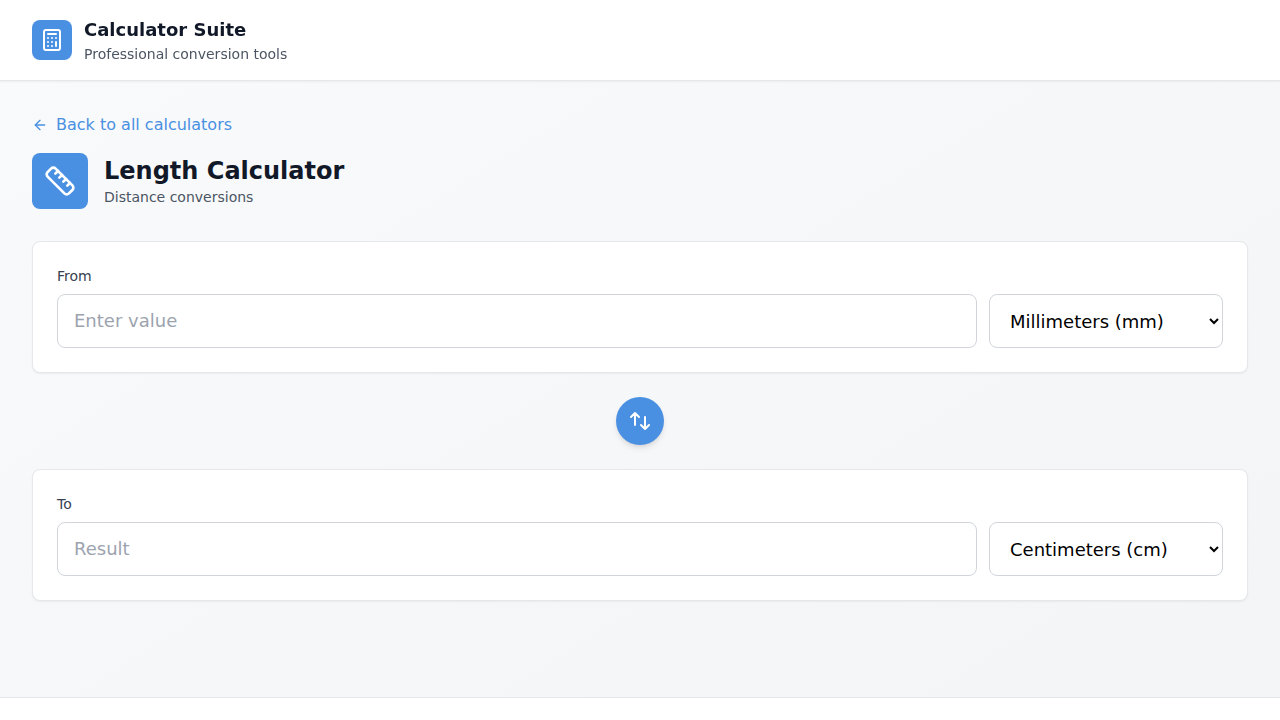 Calculator Suite
Professional conversion tools
Back to all calculators
Length Calculator
Distance conversions
From
Enter value
Millimeters (mm)
To
Result
Centimeters (cm)